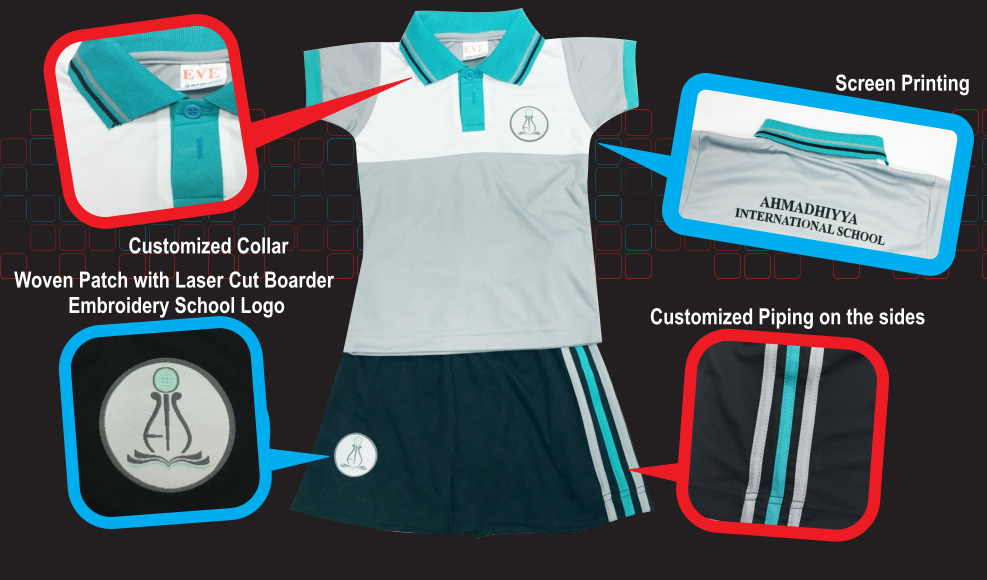 EVE
EVE
Screen Printing
AHMADHIYYA
INTERNATIONAL SCHOOL
Customized Collar
Woven Patch with Laser Cut Boarder
Embroidery School Logo
Customized Piping on the sides